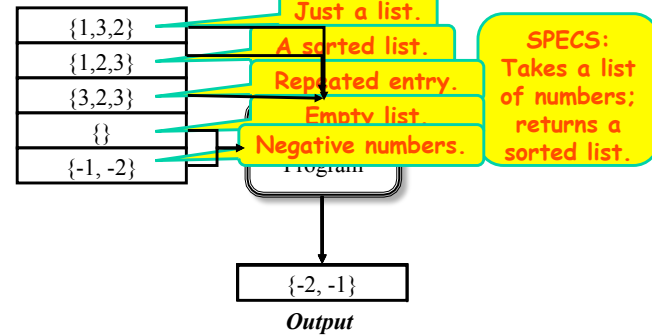 {1,3,2}
{1,2,3}
{3,2,3}
{}
{-1, -2}
Just a list.
A sorted list.
Repeated entry.
Empty list.
Negative numbers.
SPECS:
Takes a list
of numbers;
returns a
sorted list.
Program
{-2, -1}
Output